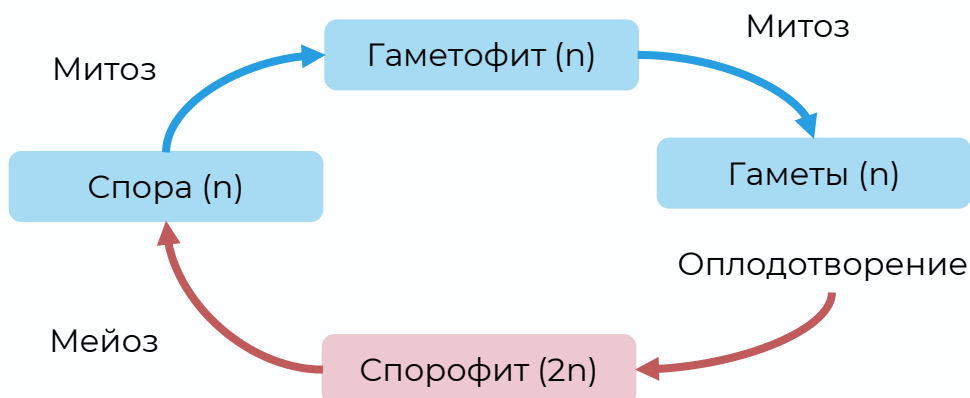 Митоз
Гаметофит (n)
Митоз
Спора (n)
Гаметы (n)
Оплодотворение
Мейоз
Спорофит (2n)